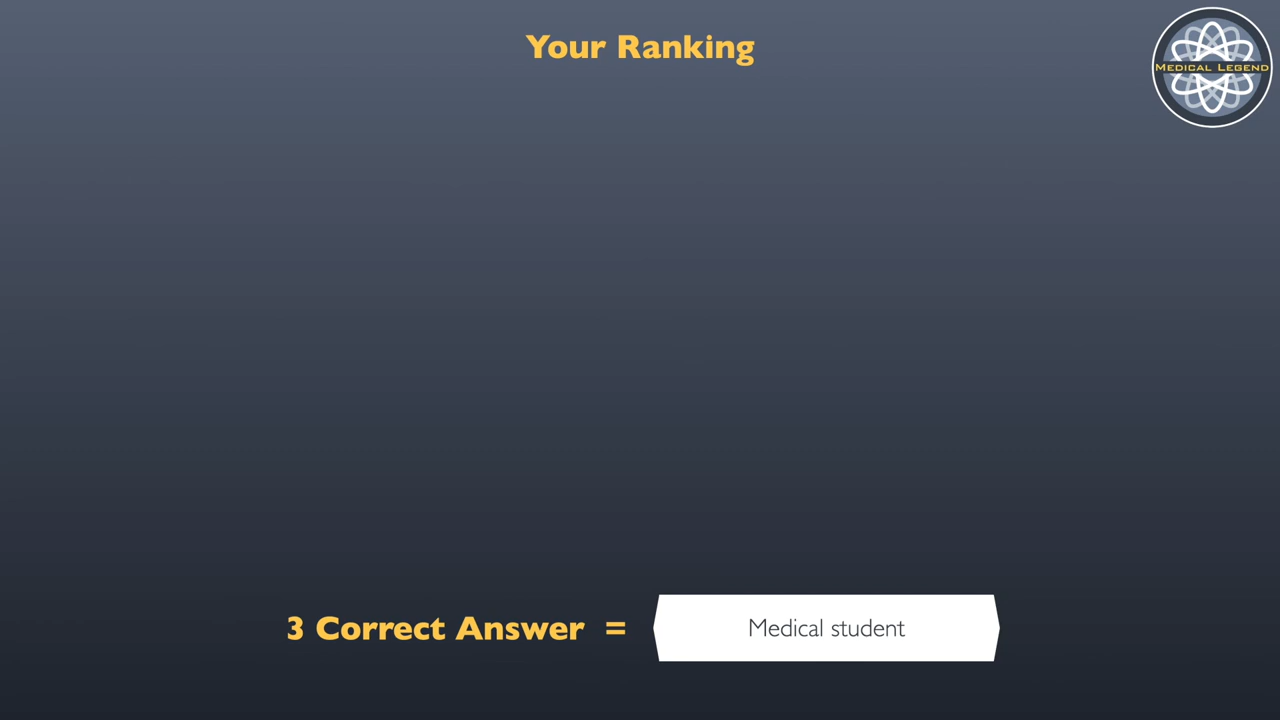 Your Ranking
MEDICAL LEGEND
3 Correct Answer = Medical student